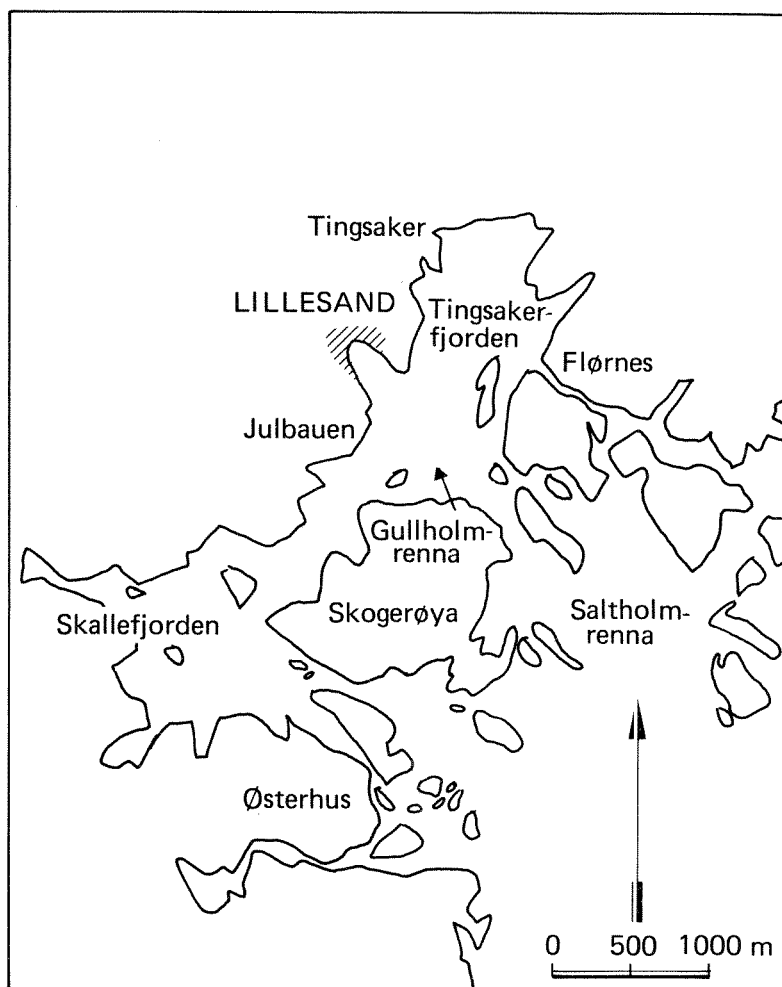 Tingsaker
LILLESAND
Tingsaker-
fjorden
Flørnes
Julbauen
Gullholm-
renna
Skallefjorden
Skogerøya
Saltholm-
renna
Østerhus
0 500 1000 m